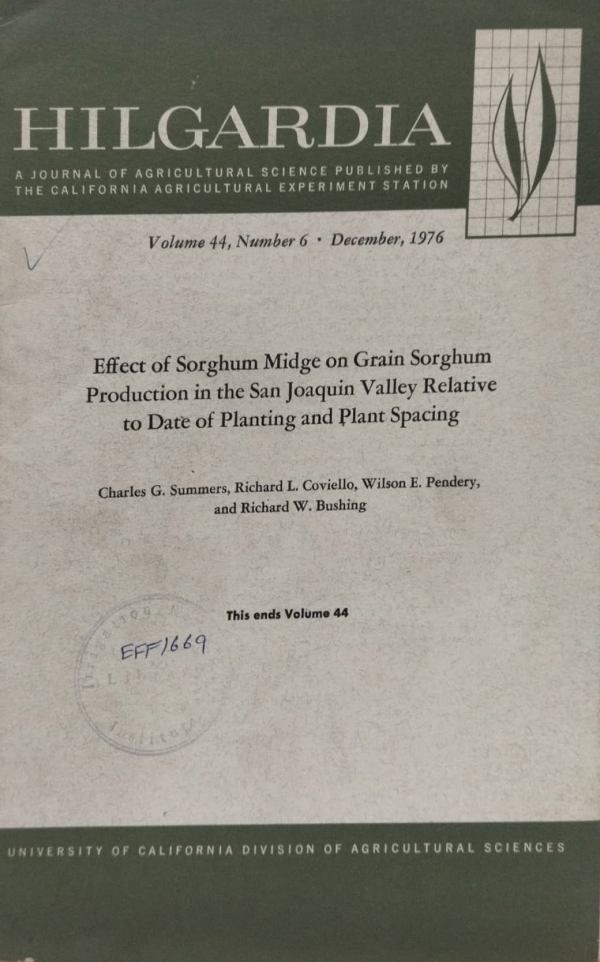 HILGARDIA
A JOURNAL OF AGRICULTURAL SCIENCE PUBLISHED BY
THE CALIFORNIA AGRICULTURAL EXPERIMENT STATION
Volume 44, Number 6 · December, 1976
Effect of Sorghum Midge on Grain Sorghum
Production in the San Joaquin Valley Relative
to Date of Planting and Plant Spacing
Charles G. Summers, Richard L. Coviello, Wilson E. Pendery,
and Richard W. Bushing
This ends Volume 44
EFF1669
UNIVERSITY OF CALIFORNIA DIVISION OF AGRICULTURAL SCIENCES